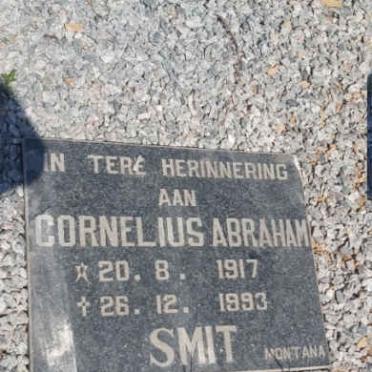 IN TERE HERINNERING
AAN
CORNELIUS ABRAHAM
☆ 20. 8. 1917
✝ 26. 12. 1993
SMIT
MONTANA